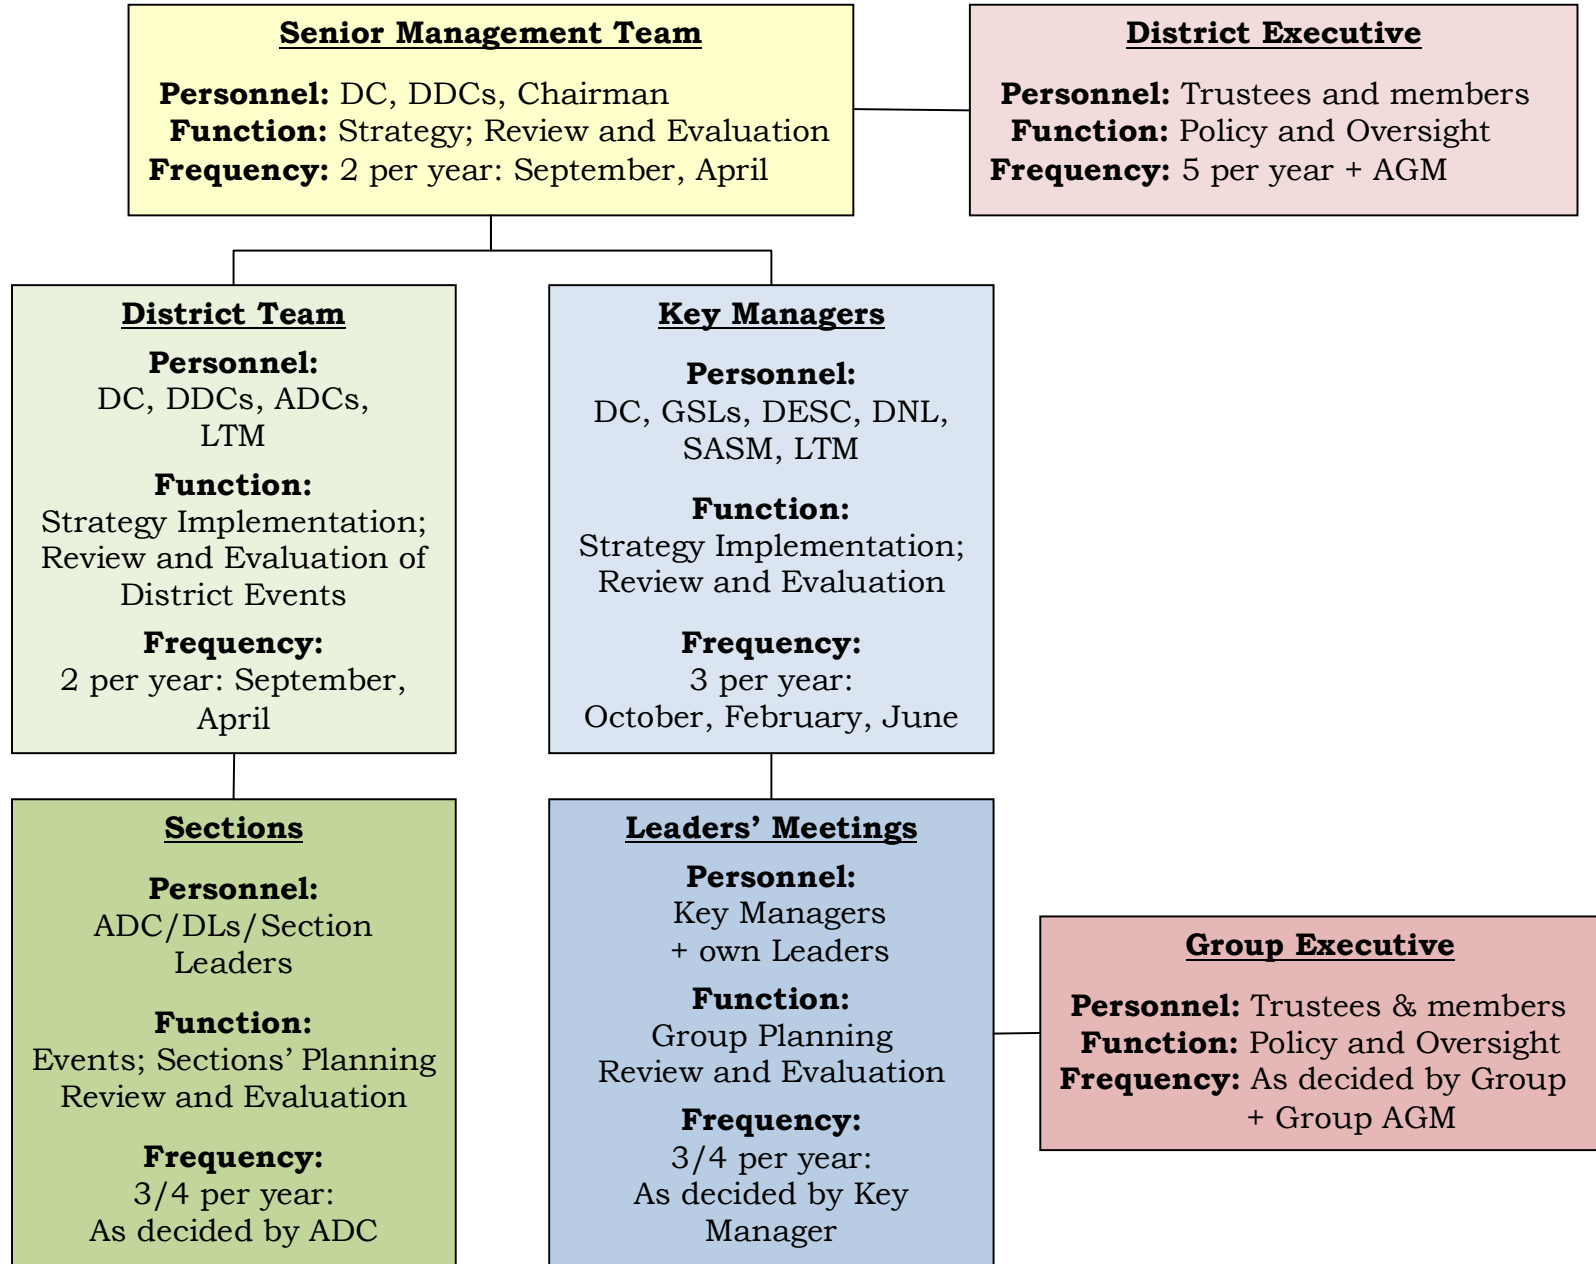 Senior Management Team
Personnel: DC, DDCs, Chairman
Function: Strategy; Review and Evaluation
Frequency: 2 per year: September, April
District Executive
Personnel: Trustees and members
Function: Policy and Oversight
Frequency: 5 per year + AGM
District Team
Personnel:
DC, DDCs, ADCs,
LTM
Function:
Strategy Implementation;
Review and Evaluation of
District Events
Frequency:
2 per year: September,
April
Key Managers
Personnel:
DC, GSLs, DESC, DNL,
SASM, LTM
Function:
Strategy Implementation;
Review and Evaluation
Frequency:
3 per year:
October, February, June
Sections
Personnel:
ADC/DLs/Section
Leaders
Function:
Events; Sections’ Planning
Review and Evaluation
Frequency:
3/4 per year:
As decided by ADC
Leaders’ Meetings
Personnel:
Key Managers
+ own Leaders
Function:
Group Planning
Review and Evaluation
Frequency:
3/4 per year:
As decided by Key
Manager
Group Executive
Personnel: Trustees & members
Function: Policy and Oversight
Frequency: As decided by Group
+ Group AGM